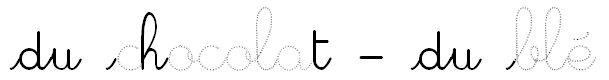 du chocolat - du blé